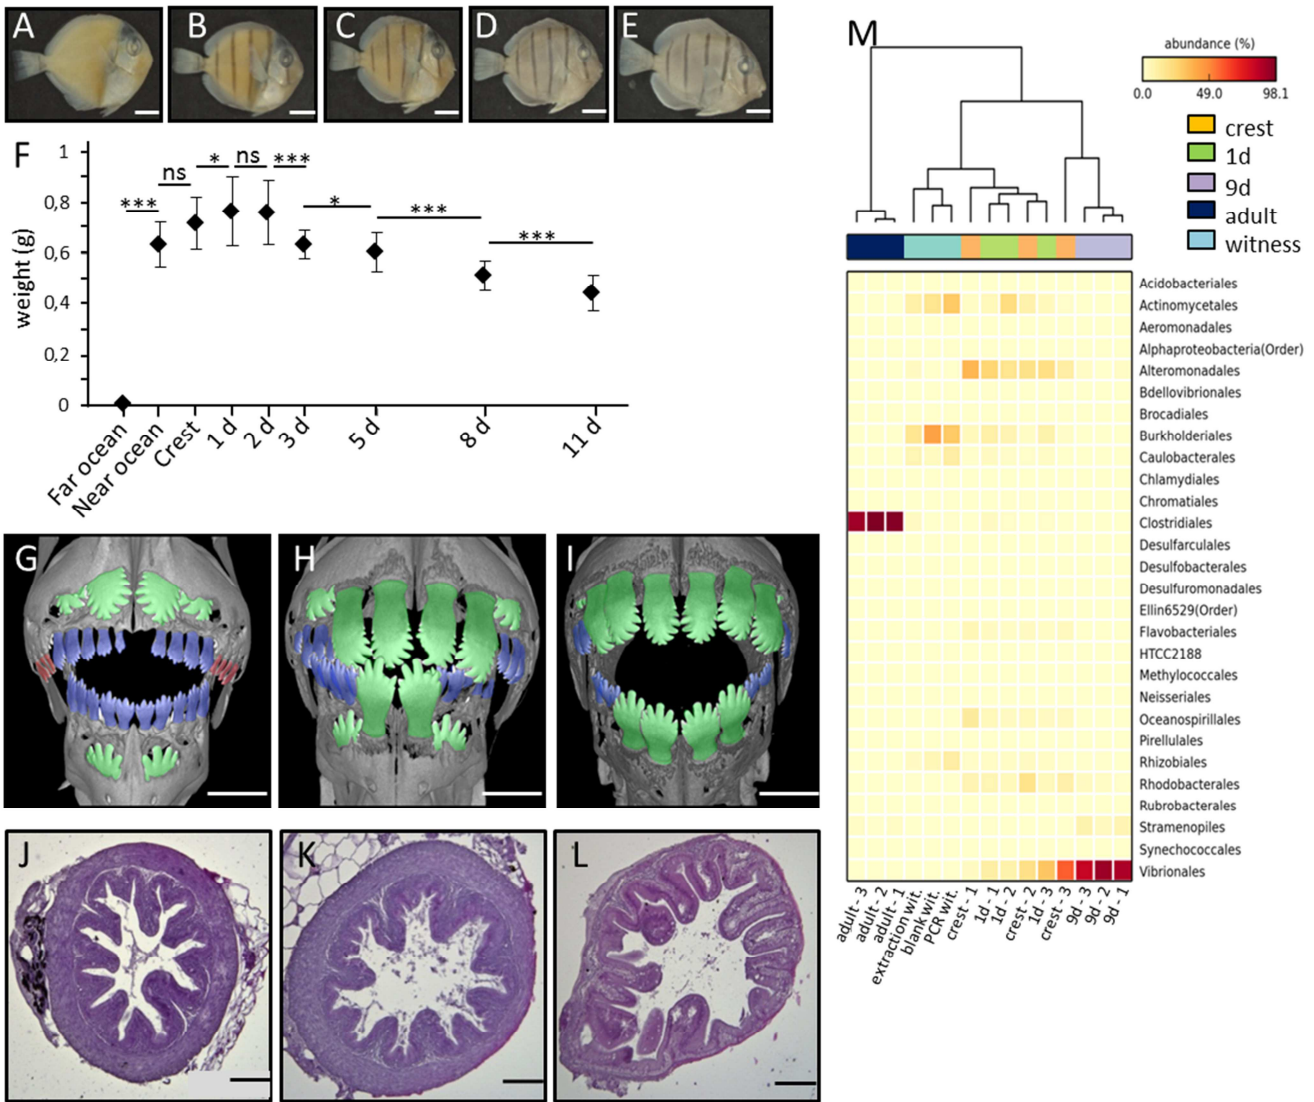 A
B
C
D
E
F
1
0,8
0,6
0,4
0,2
0
weight (g)
***
ns
*
ns
***
*
***
***
Far ocean
Near ocean
Crest
1 d
2 d
3 d
5 d
8 d
11 d
G
H
I
J
K
L
M
abundance (%)
0.0 49.0 98.1
crest
1d
9d
adult
witness
Acidobacteriales
Actinomycetales
Aeromonadales
Alphaproteobacteria(Order)
Alteromonadales
Bdellovibrionales
Brocadiales
Burkholderiales
Caulobacterales
Chlamydiales
Chromatiales
Clostridiales
Desulfarculales
Desulfobacterales
Desulfuromonadales
Ellin6529(Order)
Flavobacteriales
HTCC2188
Methylococcales
Neisseriales
Oceanospirillales
Pirellulales
Rhizobiales
Rhodobacterales
Rubrobacterales
Stramenopiles
Synechococcales
Vibrionales
adult - 3
adult - 2
adult - 1
extraction wit.
blank wit.
PCR wit.
crest - 1
1d - 1
1d - 2
crest - 2
1d - 3
crest - 3
9d - 3
9d - 2
9d - 1